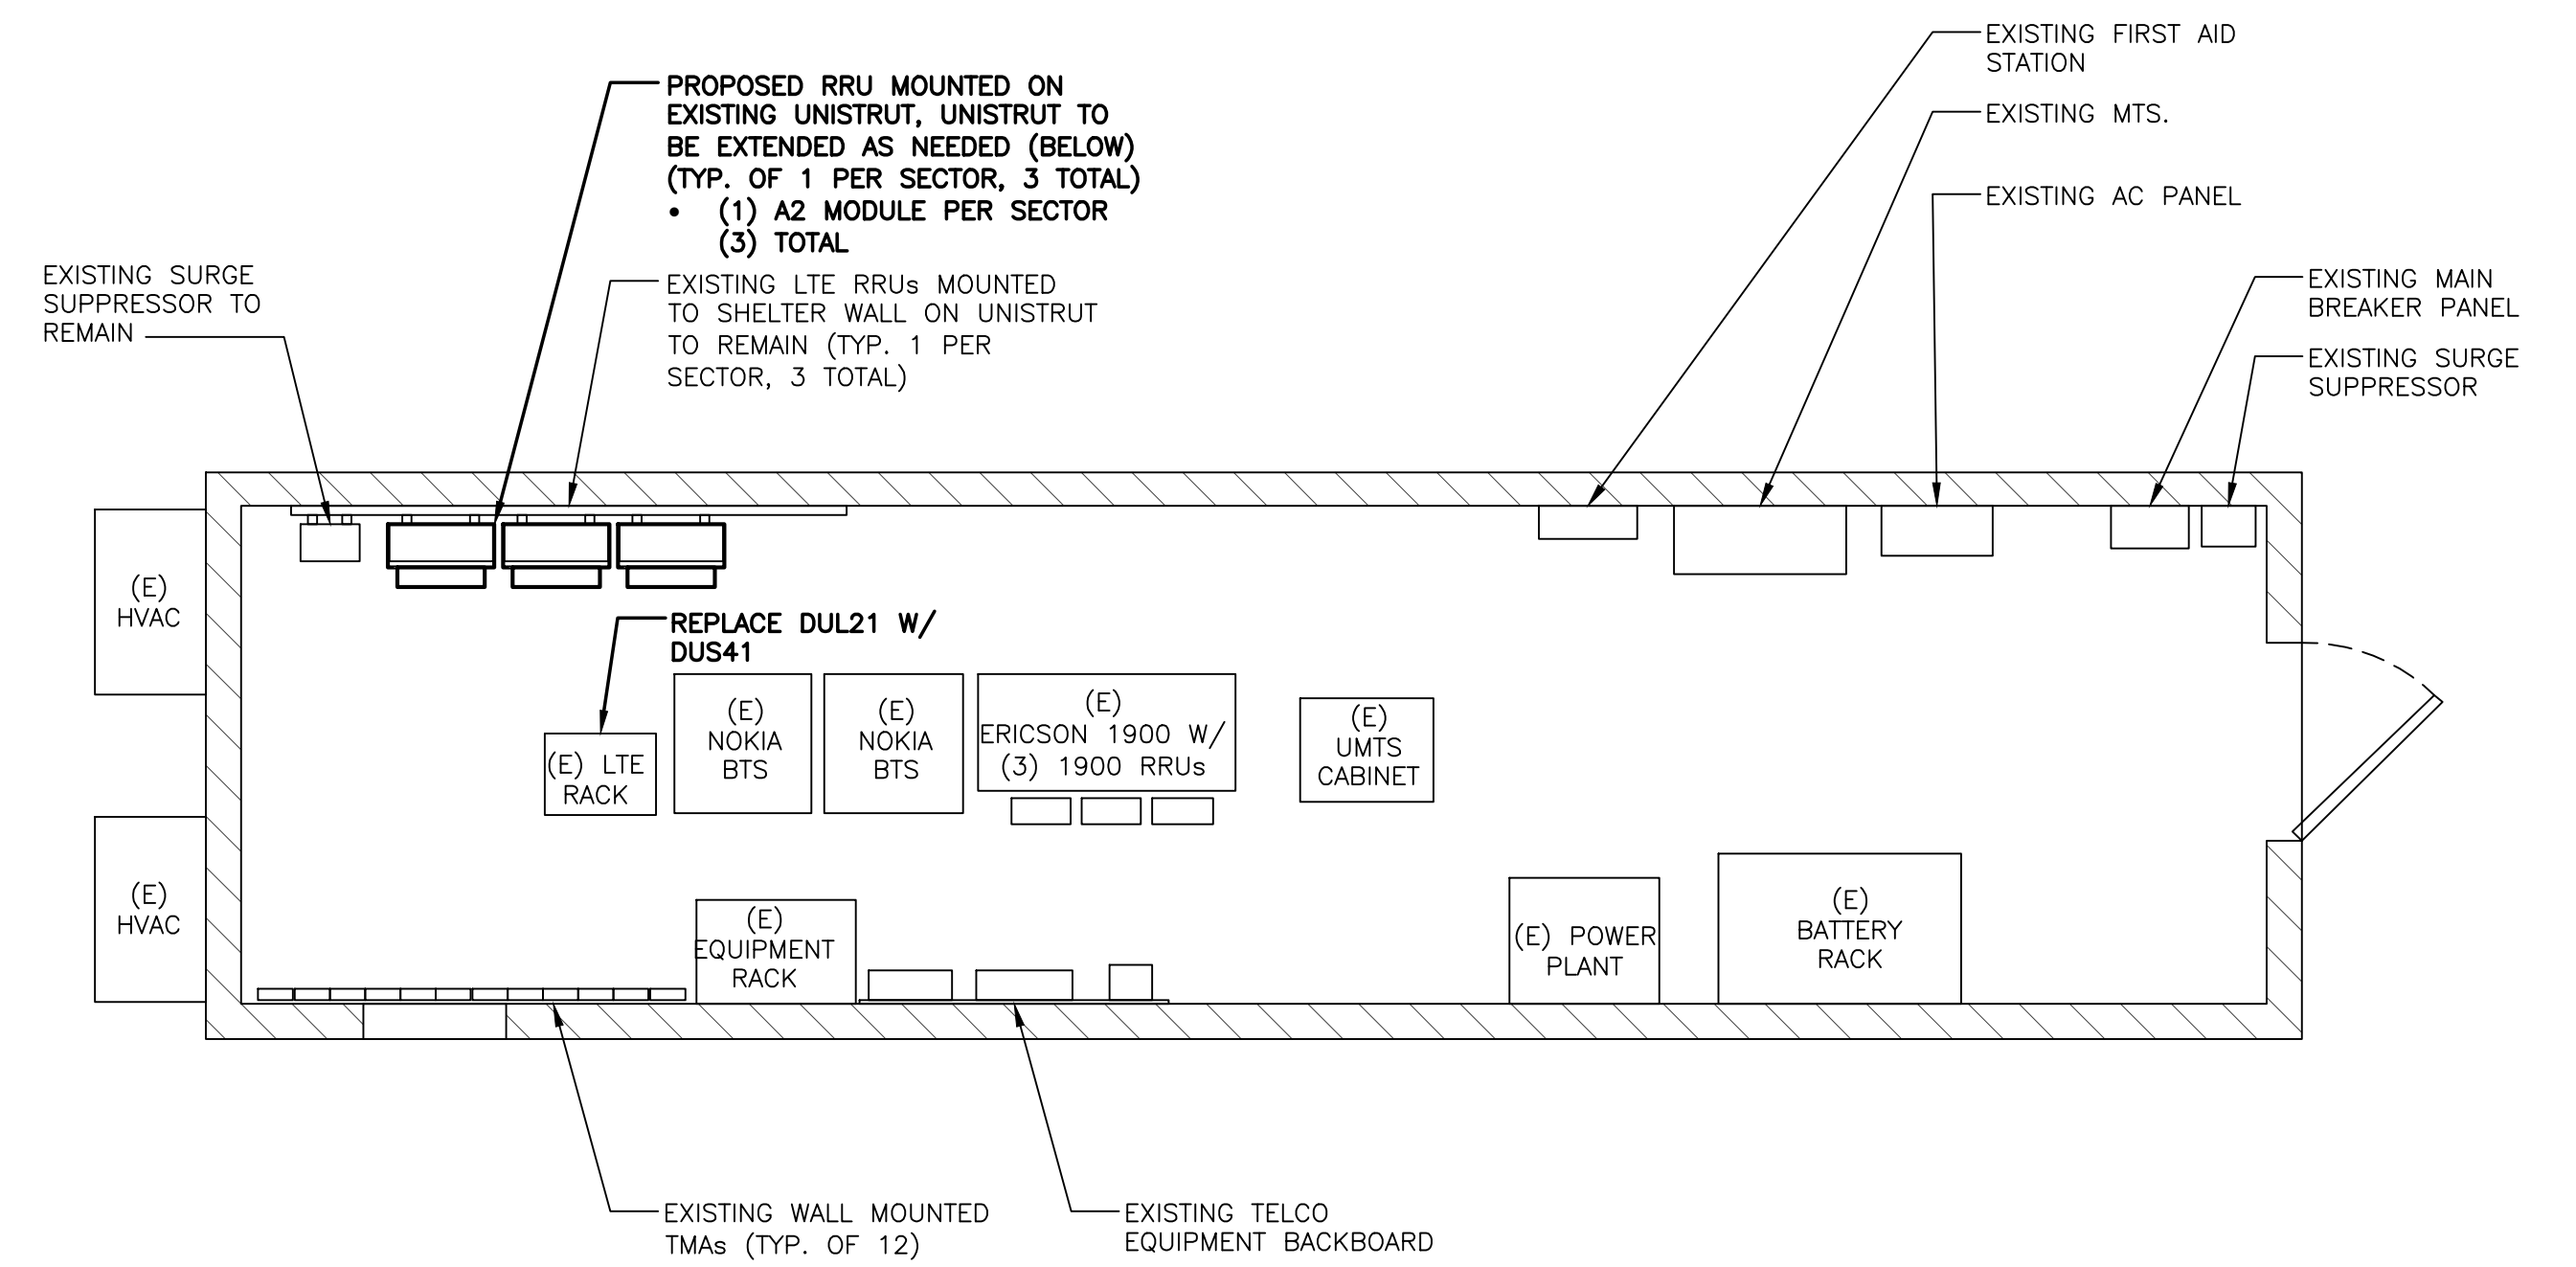 EXISTING FIRST AID
STATION
EXISTING MTS.
EXISTING AC PANEL
EXISTING MAIN
BREAKER PANEL
EXISTING SURGE
SUPPRESSOR
PROPOSED RRU MOUNTED ON
EXISTING UNISTRUT, UNISTRUT TO
BE EXTENDED AS NEEDED (BELOW)
(TYP. OF 1 PER SECTOR, 3 TOTAL)
• (1) A2 MODULE PER SECTOR
(3) TOTAL
EXISTING LTE RRUs MOUNTED
TO SHELTER WALL ON UNISTRUT
TO REMAIN (TYP. 1 PER
SECTOR, 3 TOTAL)
EXISTING SURGE
SUPPRESSOR TO
REMAIN
(E)
HVAC
REPLACE DUL21 W/
DUS41
(E) LTE
RACK
(E)
NOKIA
BTS
(E)
NOKIA
BTS
(E)
ERICSON 1900 W/
(3) 1900 RRUs
(E)
UMTS
CABINET
(E)
HVAC
(E)
EQUIPMENT
RACK
(E) POWER
PLANT
(E)
BATTERY
RACK
EXISTING WALL MOUNTED
TMAs (TYP. OF 12)
EXISTING TELCO
EQUIPMENT BACKBOARD